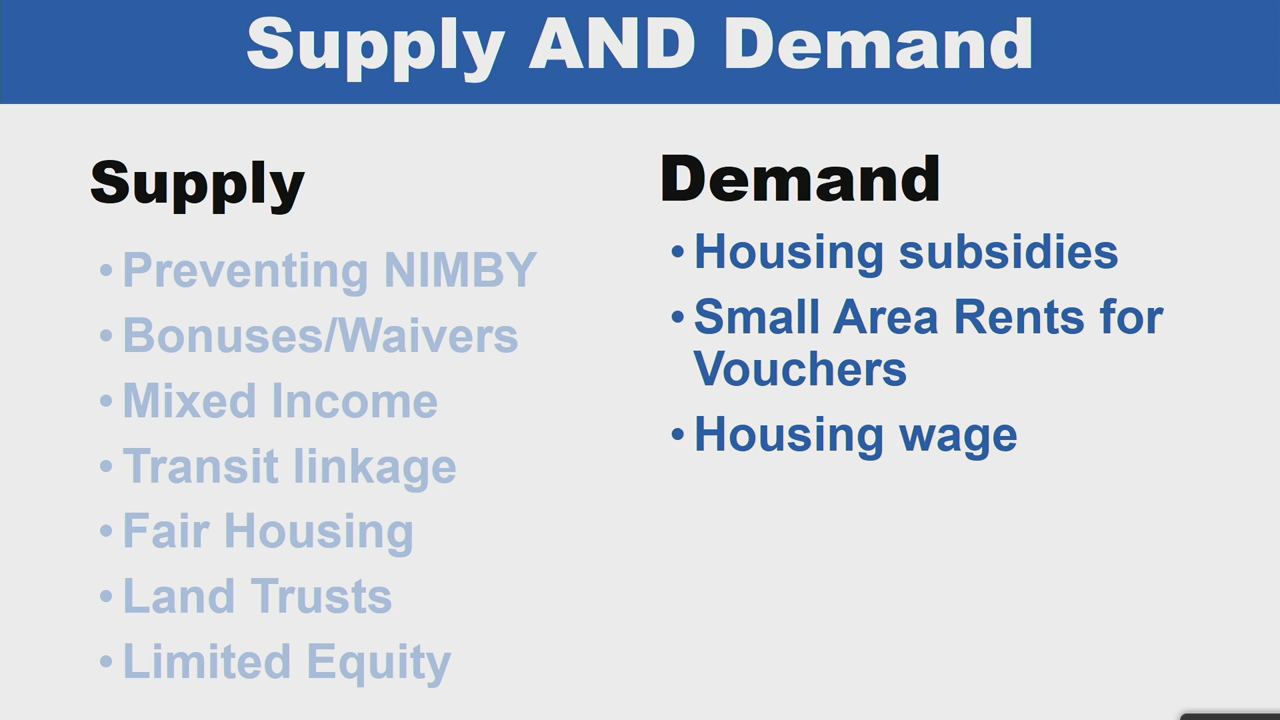 Supply AND Demand
Supply
• Preventing NIMBY
• Bonuses/Waivers
• Mixed Income
• Transit linkage
• Fair Housing
• Land Trusts
• Limited Equity
Demand
• Housing subsidies
• Small Area Rents for
Vouchers
• Housing wage